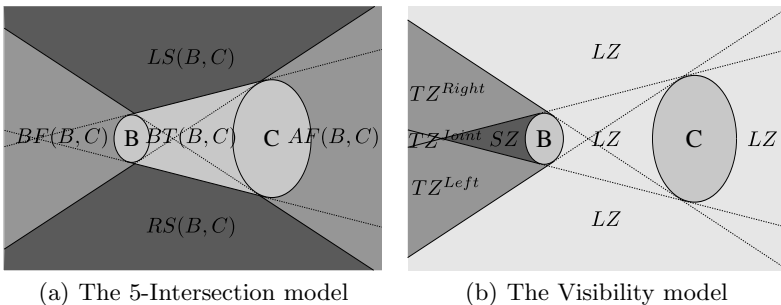 LS(B,C)
BF(B,C) B BT(B,C) C AF(B,C)
RS(B,C)
(a) The 5-Intersection model
LZ
TZ^Right
TZ^Joint SZ B LZ C LZ
TZ^Left
LZ
(b) The Visibility model